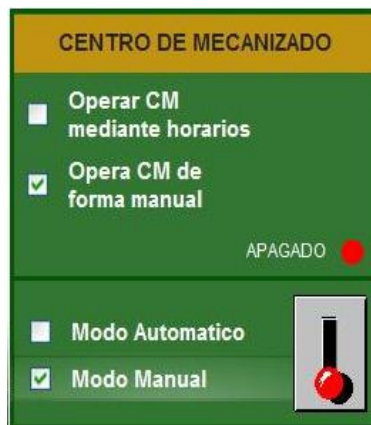 CENTRO DE MECANIZADO
Operar CM
mediante horarios
Opera CM de
forma manual
APAGADO
Modo Automatico
Modo Manual